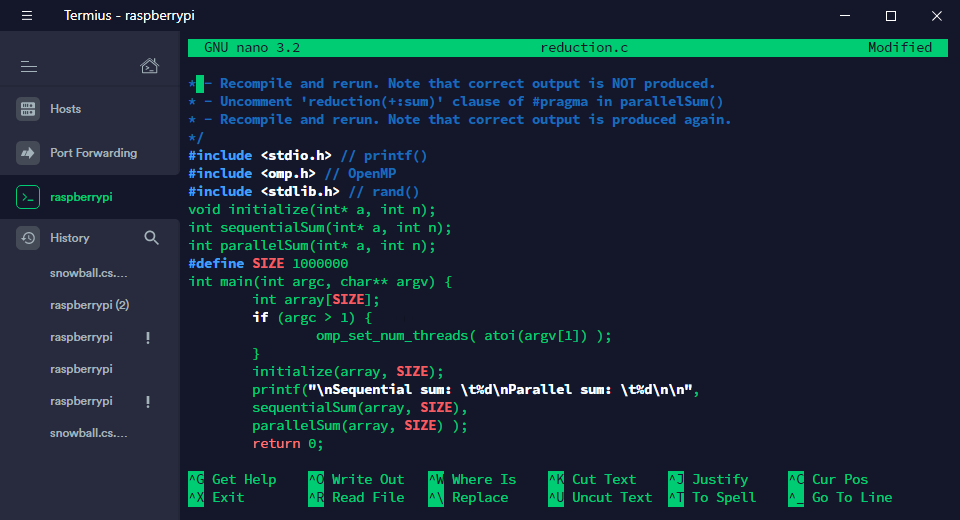 Termius - raspberrypi
GNU nano 3.2 reduction.c Modified
* - Recompile and rerun. Note that correct output is NOT produced.
* - Uncomment 'reduction(+:sum)' clause of #pragma in parallelSum()
* - Recompile and rerun. Note that correct output is produced again.
*/
#include <stdio.h> // printf()
#include <omp.h> // OpenMP
#include <stdlib.h> // rand()
void initialize(int* a, int n);
int sequentialSum(int* a, int n);
int parallelSum(int* a, int n);
#define SIZE 1000000
int main(int argc, char** argv) {
        int array[SIZE];
        if (argc > 1) {
                omp_set_num_threads( atoi(argv[1]) );
        }
        initialize(array, SIZE);
        printf("\nSequential sum: \t%d\nParallel sum: \t%d\n\n",
        sequentialSum(array, SIZE),
        parallelSum(array, SIZE) );
        return 0;
^G Get Help ^O Write Out ^W Where Is ^K Cut Text ^J Justify ^C Cur Pos
^X Exit ^R Read File ^\ Replace ^U Uncut Text ^T To Spell ^_ Go To Line
Hosts
Port Forwarding
raspberrypi
History
snowball.cs....
raspberrypi (2)
raspberrypi !
raspberrypi
raspberrypi !
snowball.cs....